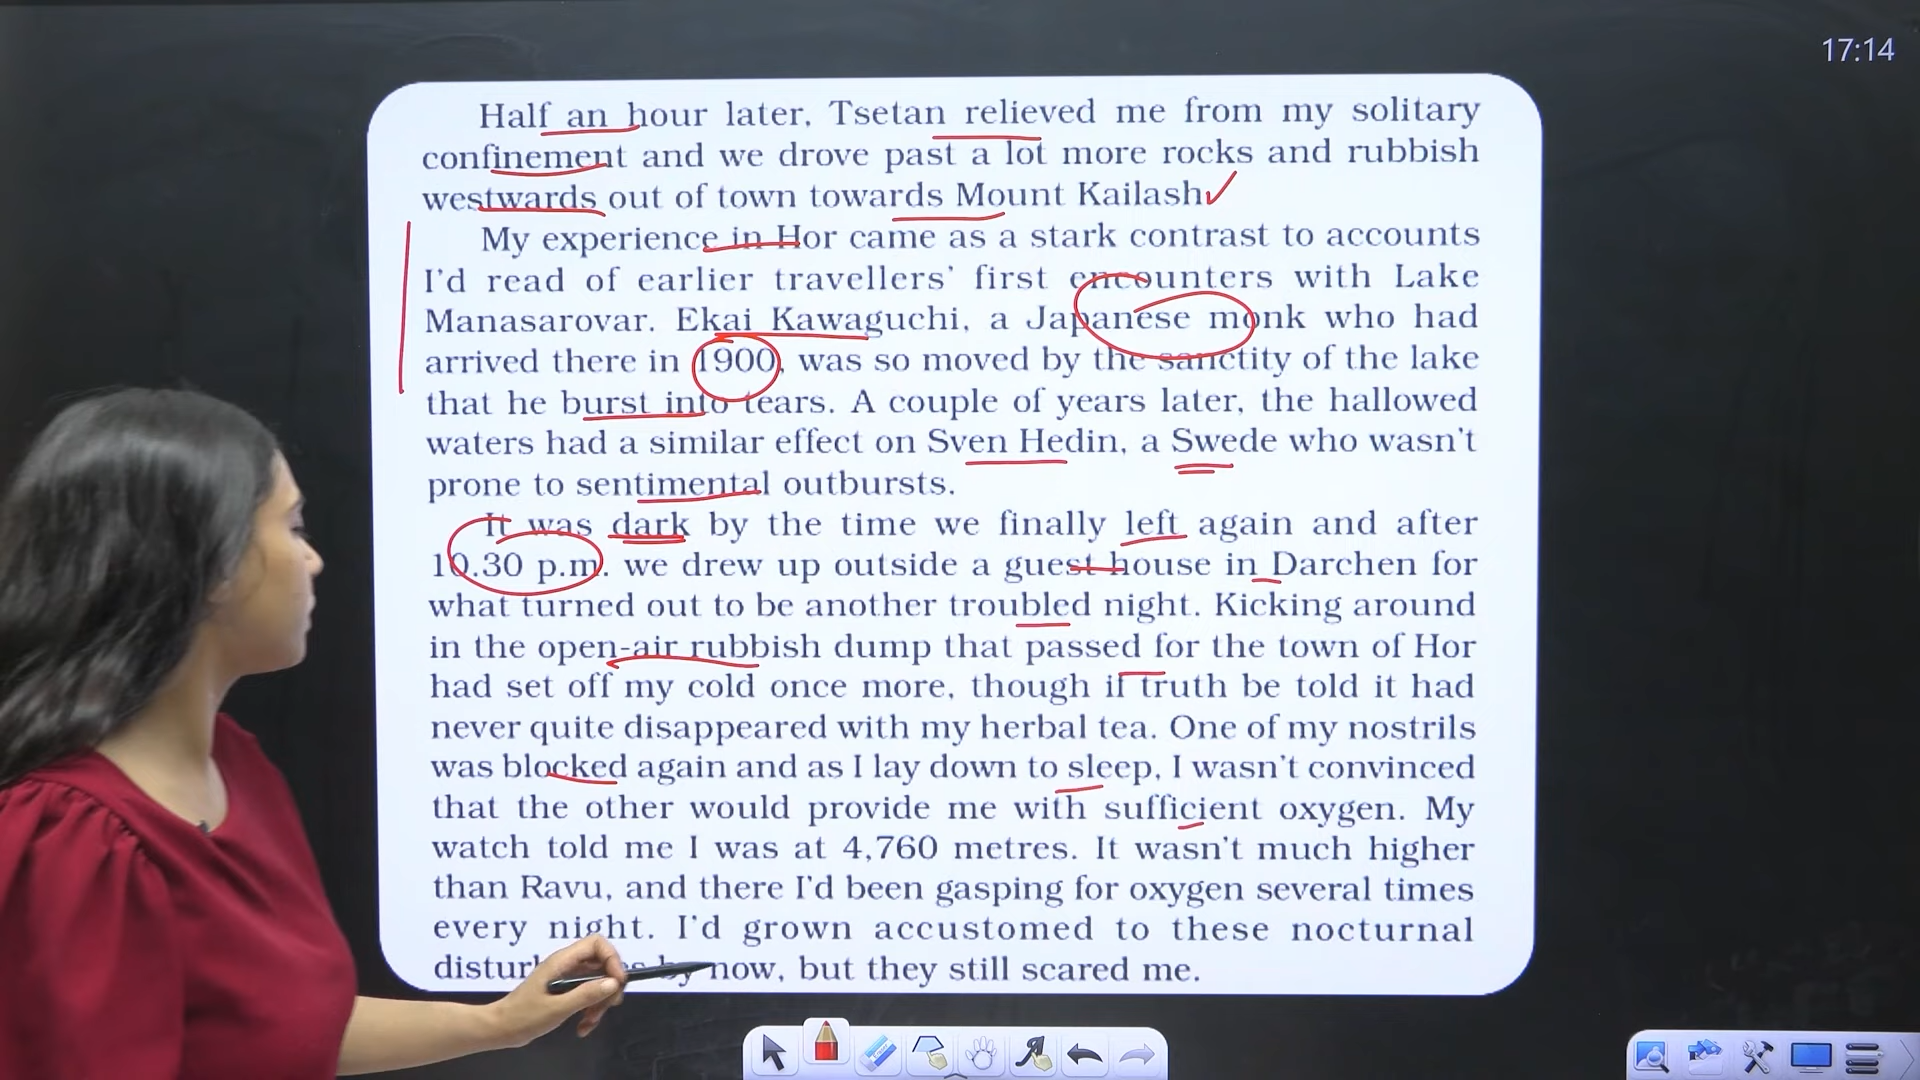 17:14
Half an hour later, Tsetan relieved me from my solitary
confinement and we drove past a lot more rocks and rubbish
westwards out of town towards Mount Kailash
My experience in Hor came as a stark contrast to accounts
I'd read of earlier travellers' first encounters with Lake
Manasarovar. Ekai Kawaguchi, a Japanese monk who had
arrived there in 1900, was so moved by the sanctity of the lake
that he burst into tears. A couple of years later, the hallowed
waters had a similar effect on Sven Hedin, a Swede who wasn't
prone to sentimental outbursts.
It was dark by the time we finally left again and after
10.30 p.m. we drew up outside a guest house in Darchen for
what turned out to be another troubled night. Kicking around
in the open-air rubbish dump that passed for the town of Hor
had set off my cold once more, though if truth be told it had
never quite disappeared with my herbal tea. One of my nostrils
was blocked again and as I lay down to sleep, I wasn't convinced
that the other would provide me with sufficient oxygen. My
watch told me I was at 4,760 metres. It wasn't much higher
than Ravu, and there I'd been gasping for oxygen several times
every night. I'd grown accustomed to these nocturnal
by now, but they still scared me.